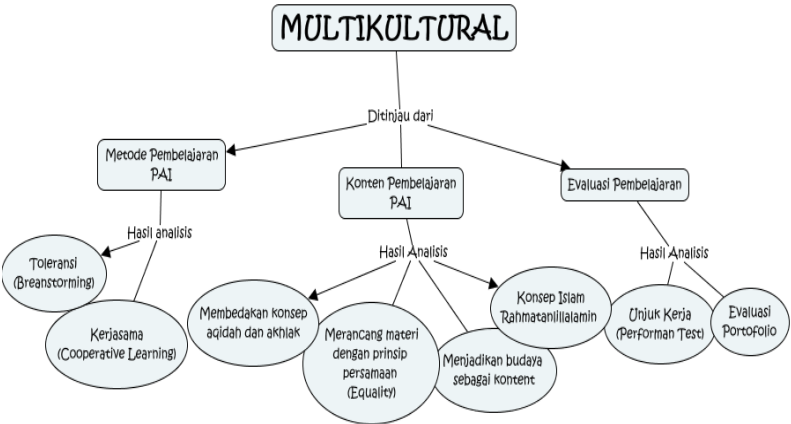 MULTIKULTURAL
Ditinjau dari
Metode Pembelajaran
PAI
Konten Pembelajaran
PAI
Evaluasi Pembelajaran
Hasil analisis
Hasil Analisis
Hasil Analisis
Toleransi
(Breanstorming)
Kerjasama
(Cooperative Learning)
Membedakan konsep
aqidah dan akhlak
Merancang materi
dengan prinsip
persamaan
(Equality)
Menjadikan budaya
sebagai kontent
Konsep Islam
Rahmatanlillalamin
Unjuk Kerja
(Performan Test)
Evaluasi
Portofolio